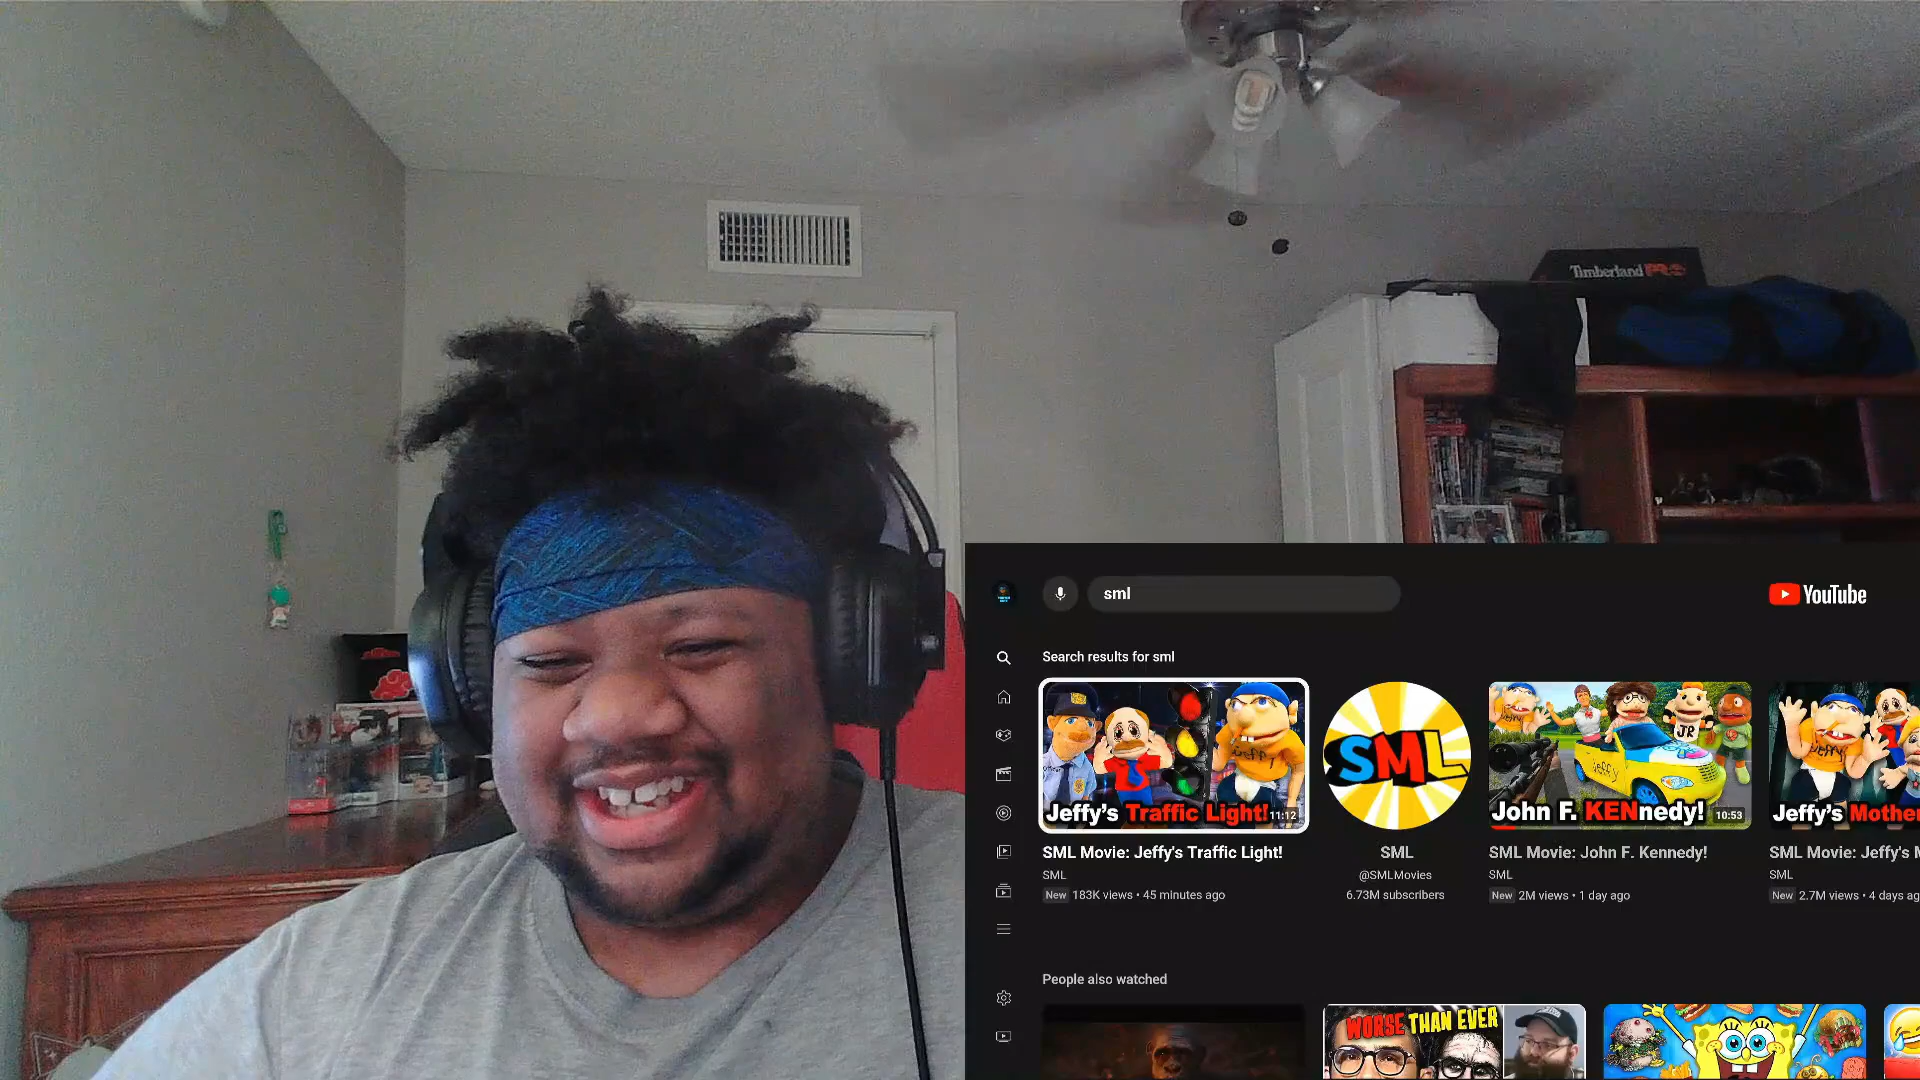 Timberland PRO
sml
YouTube
Search results for sml
Jeffy's Traffic Light!
11:12
SML
John F. KENnedy!
10:53
JR
Jeffy's Mother
SML Movie: Jeffy's Traffic Light!
SML
New 183K views • 45 minutes ago
SML
@SMLMovies
6.73M subscribers
SML Movie: John F. Kennedy!
SML
New 2M views • 1 day ago
SML Movie: Jeffy's M
SML
New 2.7M views • 4 days ag
People also watched
WORSE THAN EVER